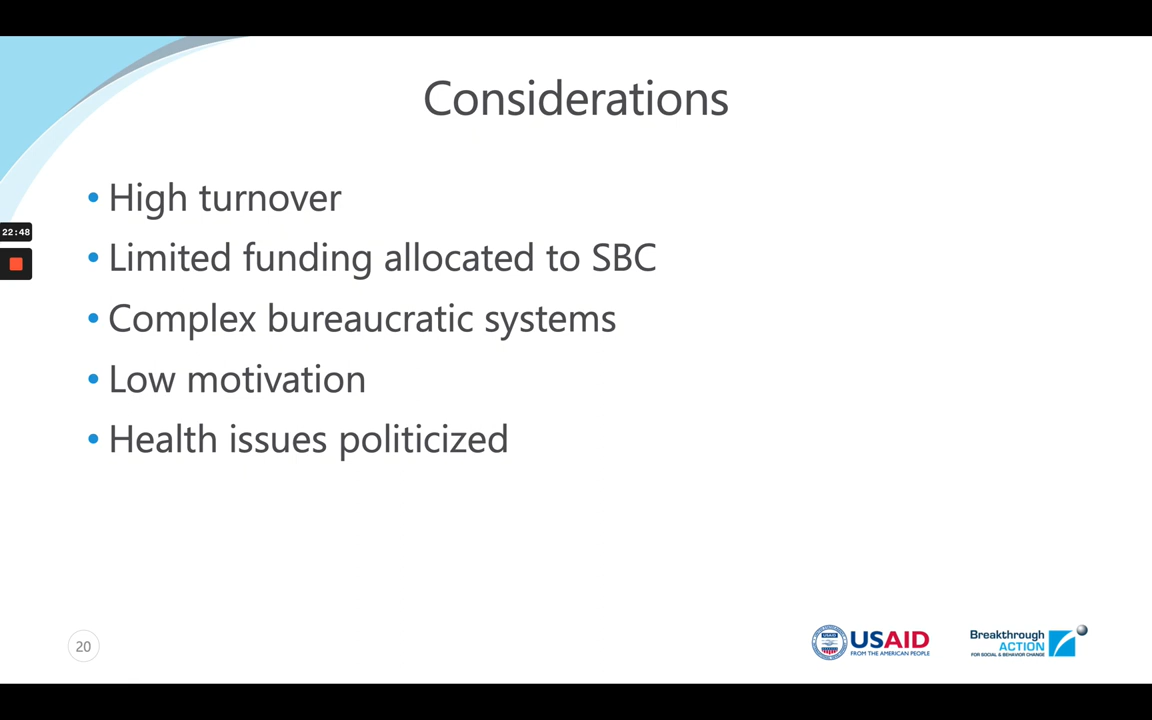 Considerations
• High turnover
• Limited funding allocated to SBC
22:48
• Complex bureaucratic systems
• Low motivation
• Health issues politicized
20
USAID
FROM THE AMERICAN PEOPLE
Breakthrough
ACTION
FOR SOCIAL & BEHAVIOR CHANGE